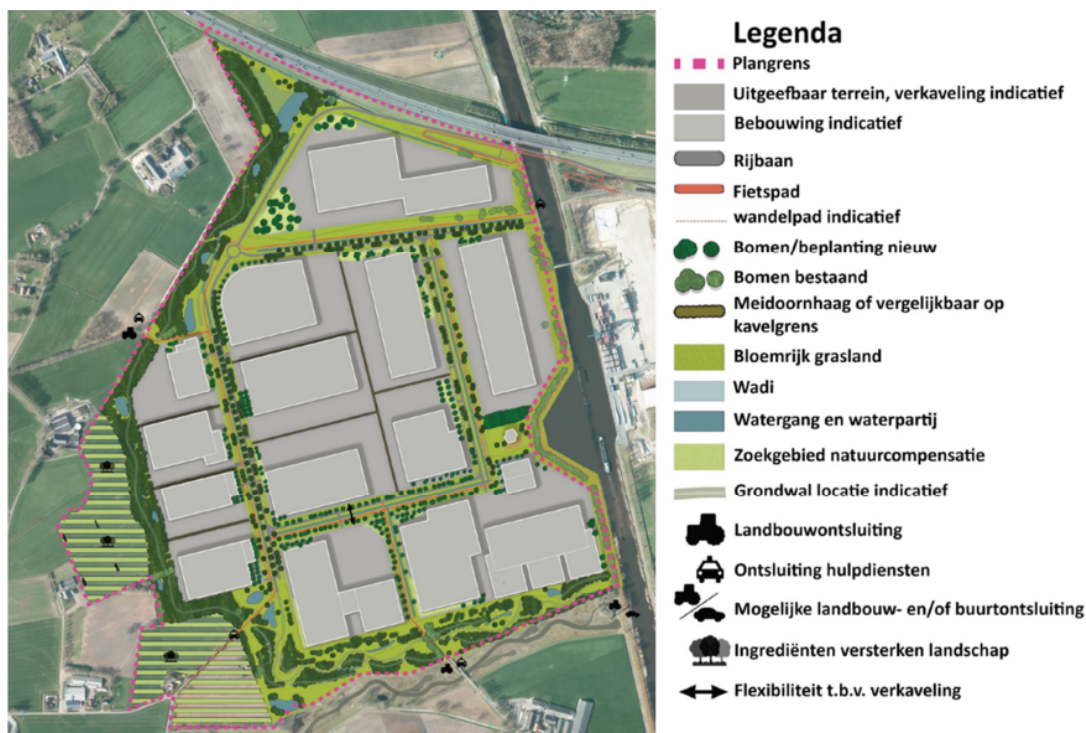 Legenda
Plangrens
Uitgeefbaar terrein, verkaveling indicatief
Bebouwing indicatief
Rijbaan
Fietspad
wandelpad indicatief
Bomen/beplanting nieuw
Bomen bestaand
Meidoornhaag of vergelijkbaar op
kavelgrens
Bloemrijk grasland
Wadi
Watergang en waterpartij
Zoekgebied natuurcompensatie
Grondwal locatie indicatief
Landbouwontsluiting
Ontsluiting hulpdiensten
Mogelijke landbouw- en/of buurtontsluiting
Ingrediënten versterken landschap
Flexibiliteit t.b.v. verkaveling